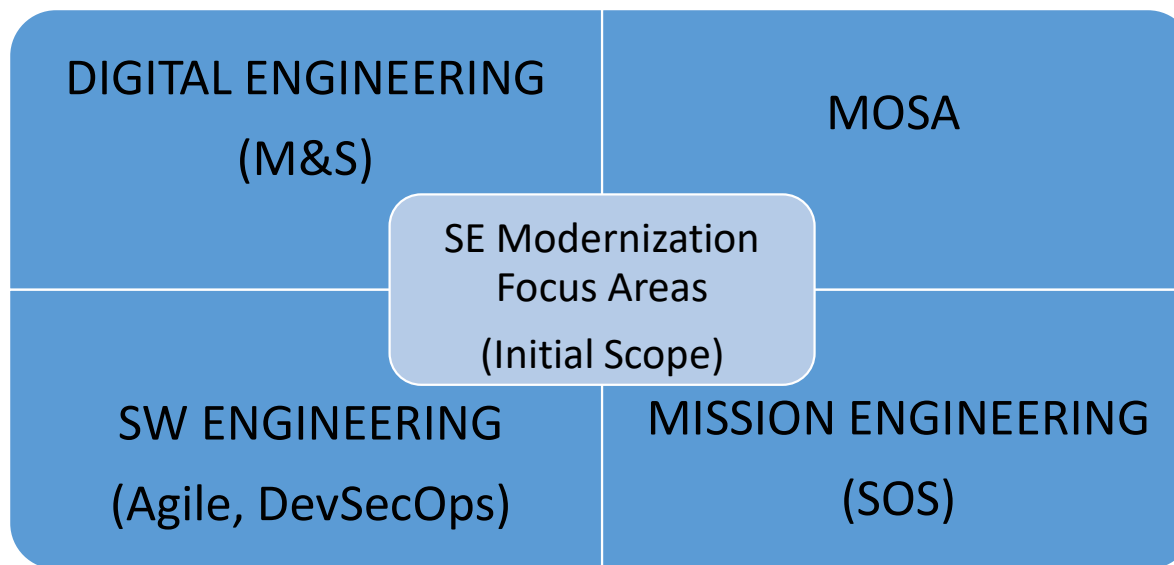 DIGITAL ENGINEERING
(M&S)
MOSA
SE Modernization
Focus Areas
(Initial Scope)
SW ENGINEERING
(Agile, DevSecOps)
MISSION ENGINEERING
(SOS)